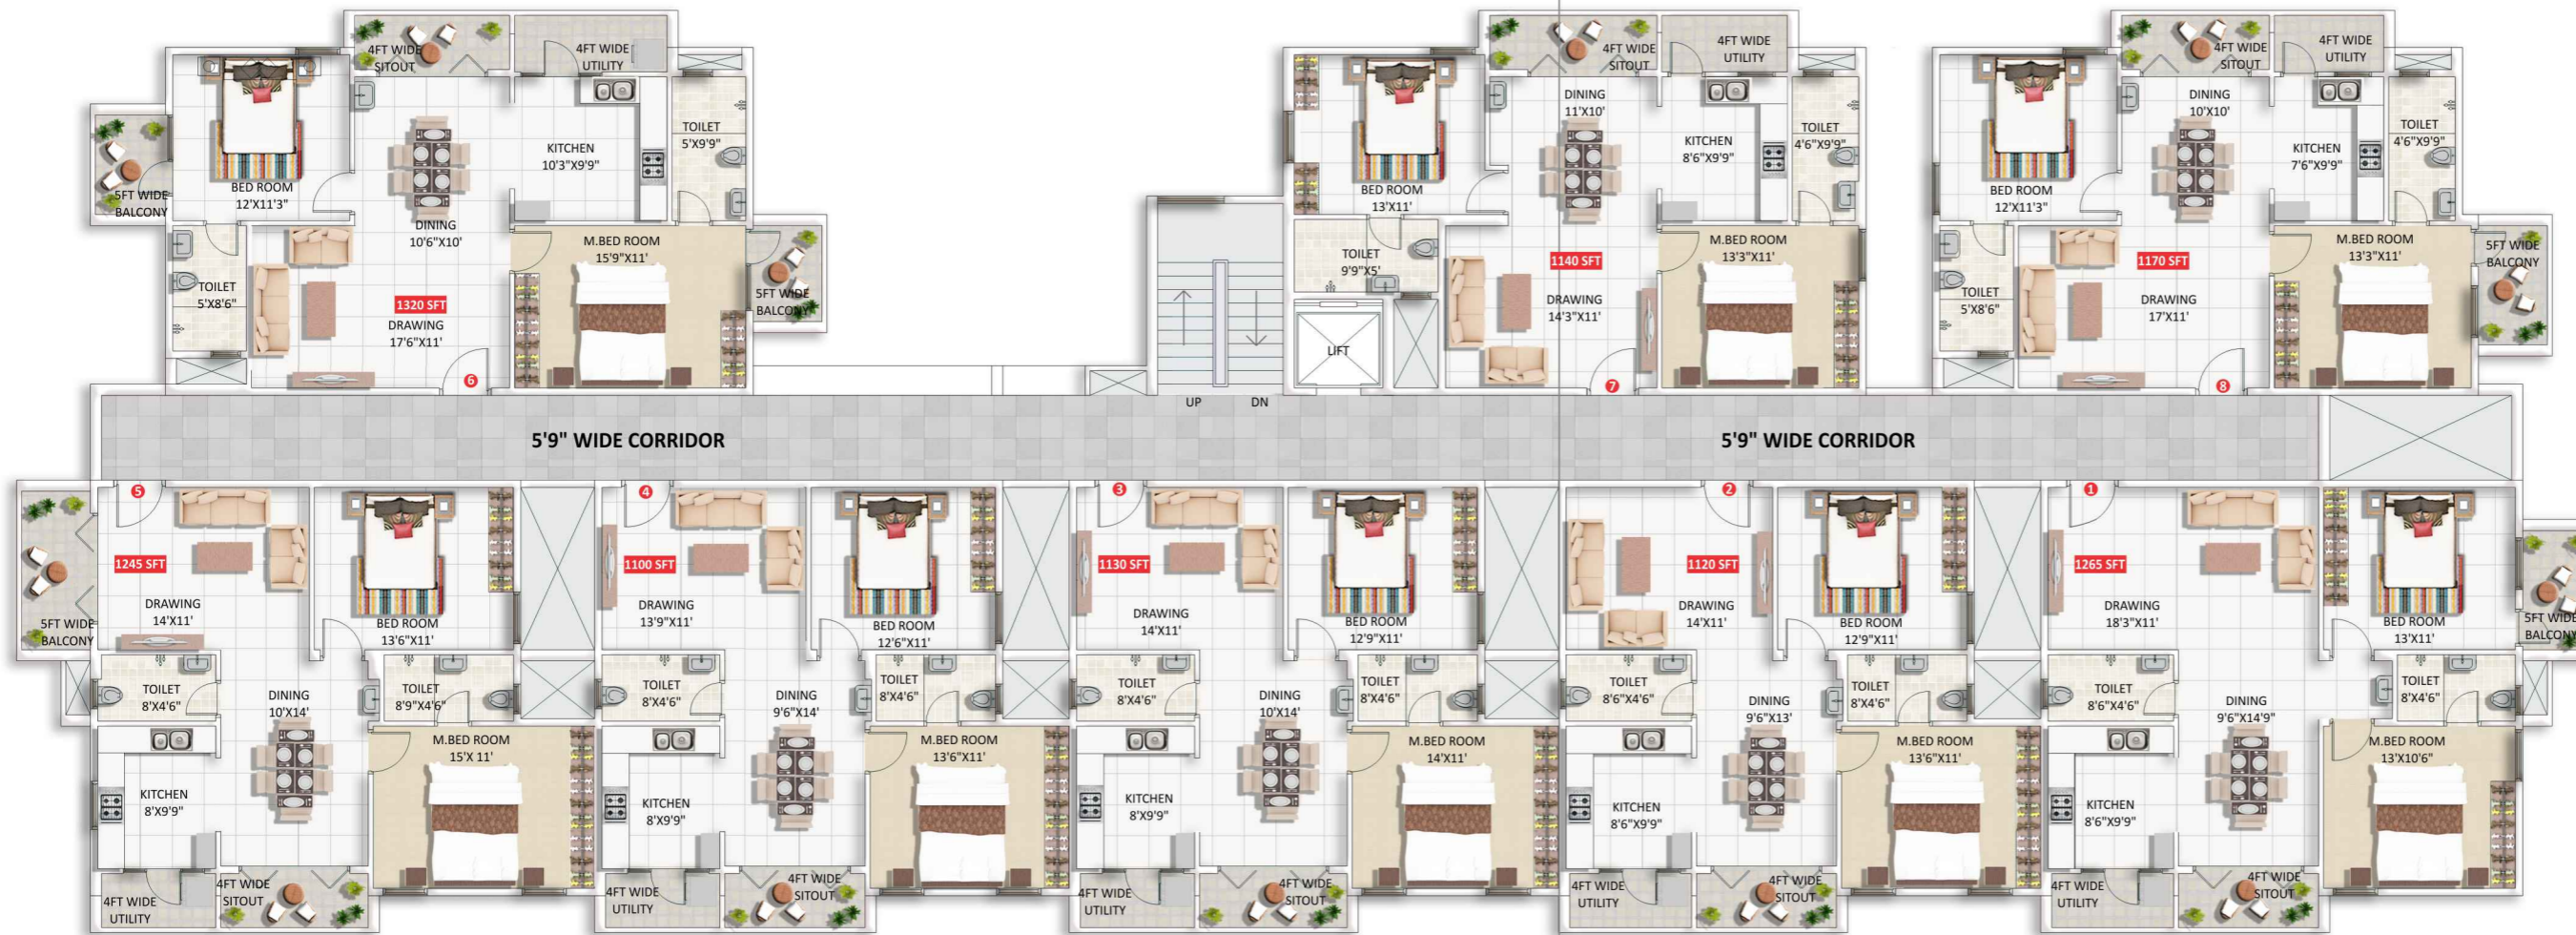 4FT WIDE
SITOUT
4FT WIDE
UTILITY
5FT WIDE
BALCONY
BED ROOM
12'X11'3"
DINING
10'6"X10'
KITCHEN
10'3"X9'9"
TOILET
5'X9'9"
TOILET
5'X8'6"
1320 SFT
DRAWING
17'6"X11'
M.BED ROOM
15'9"X11'
5FT WIDE
BALCONY
6
4FT WIDE
SITOUT
4FT WIDE
UTILITY
DINING
11'X10'
KITCHEN
8'6"X9'9"
TOILET
4'6"X9'9"
BED ROOM
13'X11'
TOILET
9'9"X5'
1140 SFT
DRAWING
14'3"X11'
M.BED ROOM
13'3"X11'
LIFT
7
4FT WIDE
SITOUT
4FT WIDE
UTILITY
DINING
10'X10'
KITCHEN
7'6"X9'9"
TOILET
4'6"X9'9"
BED ROOM
12'X11'3"
TOILET
5'X8'6"
1170 SFT
DRAWING
17'X11'
M.BED ROOM
13'3"X11'
5FT WIDE
BALCONY
8
UP DN
5'9" WIDE CORRIDOR
5'9" WIDE CORRIDOR
5
1245 SFT
DRAWING
14'X11'
5FT WIDE
BALCONY
BED ROOM
13'6"X11'
TOILET
8'X4'6"
DINING
10'X14'
TOILET
8'9"X4'6"
M.BED ROOM
15'X 11'
KITCHEN
8'X9'9"
4FT WIDE
UTILITY
4FT WIDE
SITOUT
4
1100 SFT
DRAWING
13'9"X11'
BED ROOM
12'6"X11'
TOILET
8'X4'6"
DINING
9'6"X14'
TOILET
8'X4'6"
M.BED ROOM
13'6"X11'
KITCHEN
8'X9'9"
4FT WIDE
UTILITY
4FT WIDE
SITOUT
3
1130 SFT
DRAWING
14'X11'
BED ROOM
12'9"X11'
TOILET
8'X4'6"
DINING
10'X14'
TOILET
8'X4'6"
M.BED ROOM
14'X11'
KITCHEN
8'X9'9"
4FT WIDE
UTILITY
4FT WIDE
SITOUT
2
1120 SFT
DRAWING
14'X11'
BED ROOM
12'9"X11'
TOILET
8'6"X4'6"
DINING
9'6"X13'
TOILET
8'X4'6"
M.BED ROOM
13'6"X11'
KITCHEN
8'6"X9'9"
4FT WIDE
UTILITY
4FT WIDE
SITOUT
1
1265 SFT
DRAWING
18'3"X11'
BED ROOM
13'X11'
5FT WIDE
BALCONY
TOILET
8'6"X4'6"
DINING
9'6"X14'9"
TOILET
8'X4'6"
M.BED ROOM
13'X10'6"
KITCHEN
8'6"X9'9"
4FT WIDE
UTILITY
4FT WIDE
SITOUT